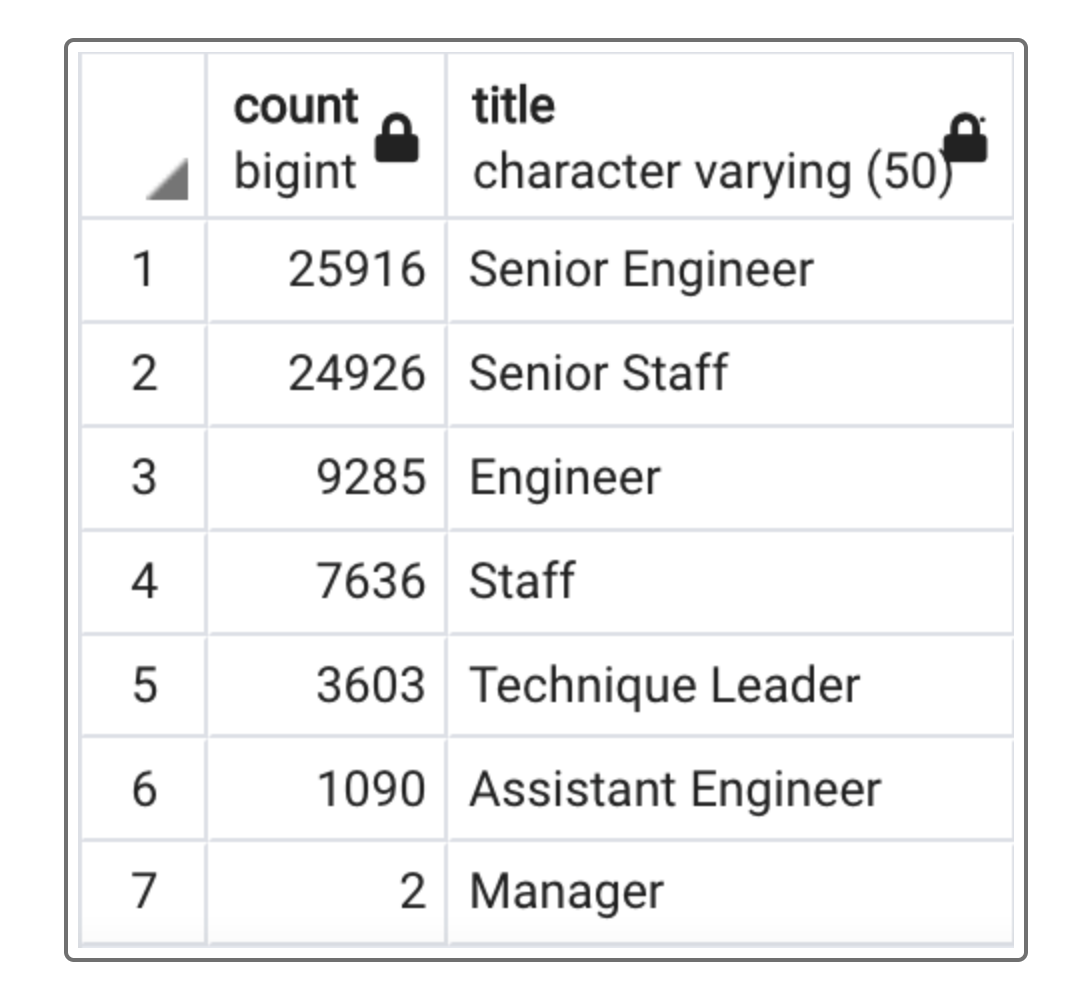 count title
bigint character varying (50)
1 25916 Senior Engineer
2 24926 Senior Staff
3 9285 Engineer
4 7636 Staff
5 3603 Technique Leader
6 1090 Assistant Engineer
7 2 Manager